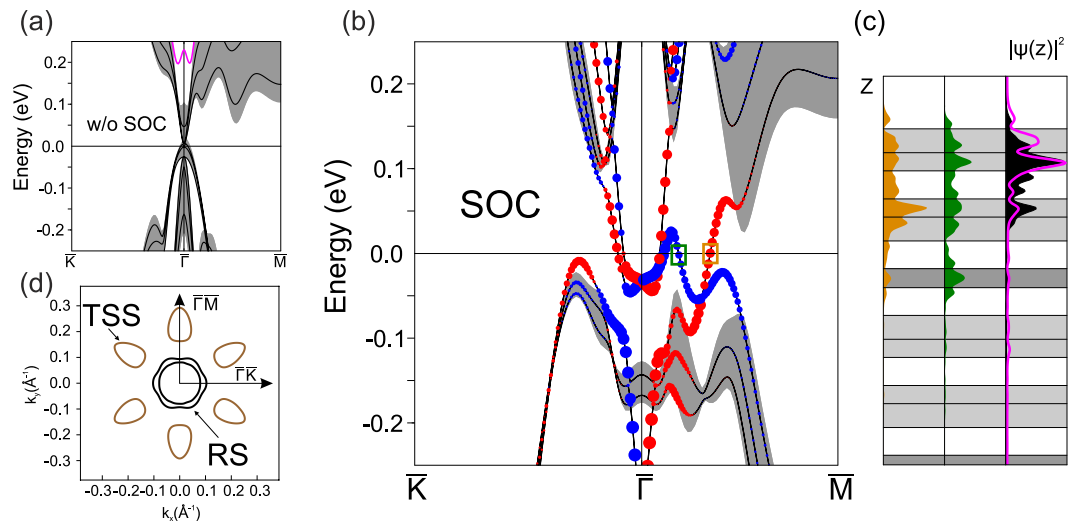 (a)
Energy (eV)
0.2
0.1
0.0
-0.1
-0.2
w/o SOC
K̅
Γ̅
M̅
(b)
Energy (eV)
0.2
0.1
0.0
-0.1
-0.2
SOC
K̅
Γ̅
M̅
(c)
|ψ(z)|²
z
(d)
TSS
Γ̅M̅
Γ̅K̅
RS
kᵧ(Å⁻¹)
0.3
0.2
0.1
0.0
-0.1
-0.2
-0.3
-0.3 -0.2 -0.1 0.0 0.1 0.2 0.3
kₓ(Å⁻¹)